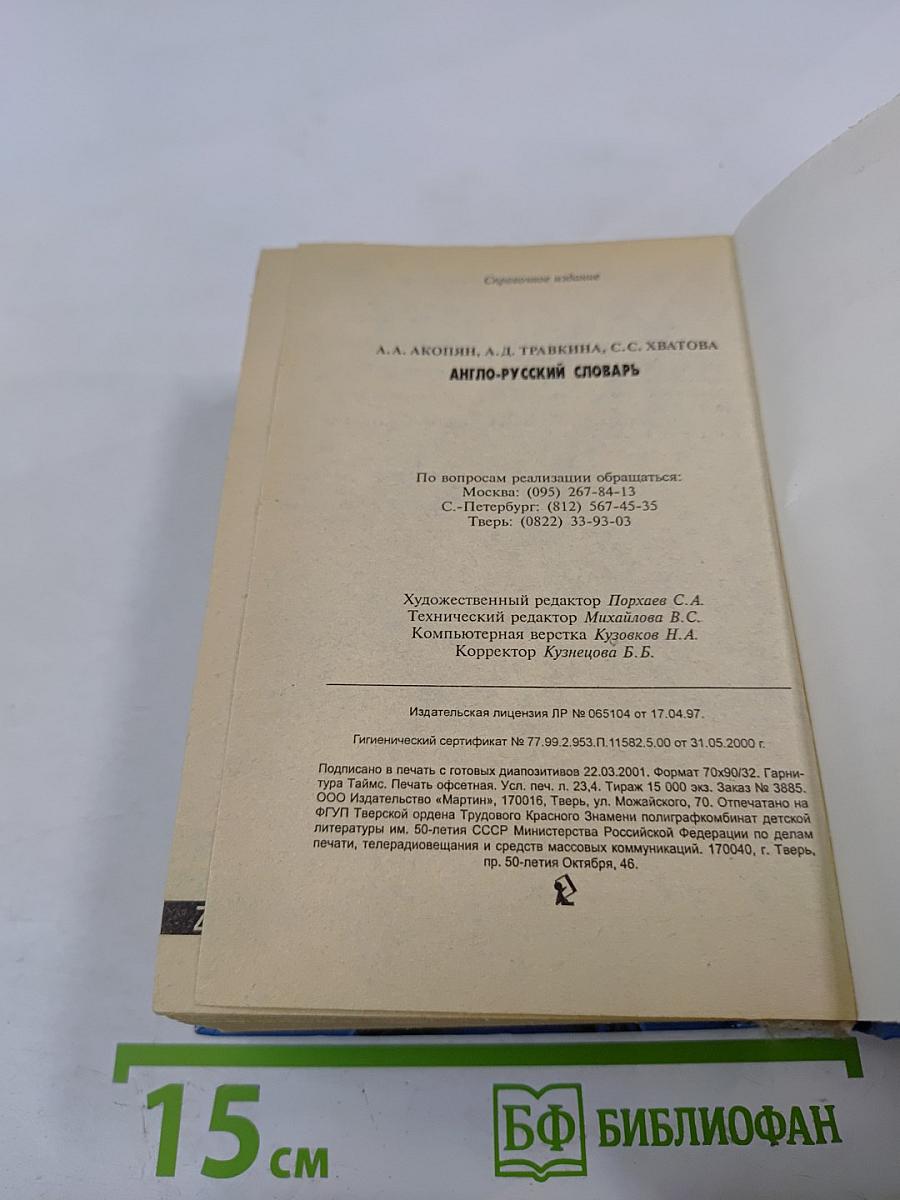 Справочное издание
А.А. АКОПЯН, А.Д. ТРАВКИНА, С.С. ХВАТОВА
АНГЛО-РУССКИЙ СЛОВАРЬ
По вопросам реализации обращаться:
Москва: (095) 267-84-13
С.-Петербург: (812) 567-45-35
Тверь: (0822) 33-93-03
Художественный редактор Порхаев С.А.
Технический редактор Михайлова В.С.
Компьютерная верстка Кузовков Н.А.
Корректор Кузнецова Б.Б.
Издательская лицензия ЛР № 065104 от 17.04.97.
Гигиенический сертификат № 77.99.2.953.П.11582.5.00 от 31.05.2000 г.
Подписано в печать с готовых диапозитивов 22.03.2001. Формат 70х90/32. Гарни-
тура Таймс. Печать офсетная. Усл. печ. л. 23,4. Тираж 15 000 экз. Заказ № 3885.
ООО Издательство «Мартин», 170016, Тверь, ул. Можайского, 70. Отпечатано на
ФГУП Тверской ордена Трудового Красного Знамени полиграфкомбинат детской
литературы им. 50-летия СССР Министерства Российской Федерации по делам
печати, телерадиовещания и средств массовых коммуникаций. 170040, г. Тверь,
пр. 50-летия Октября, 46.
Z
15 см
БФ БИБЛИОФАН